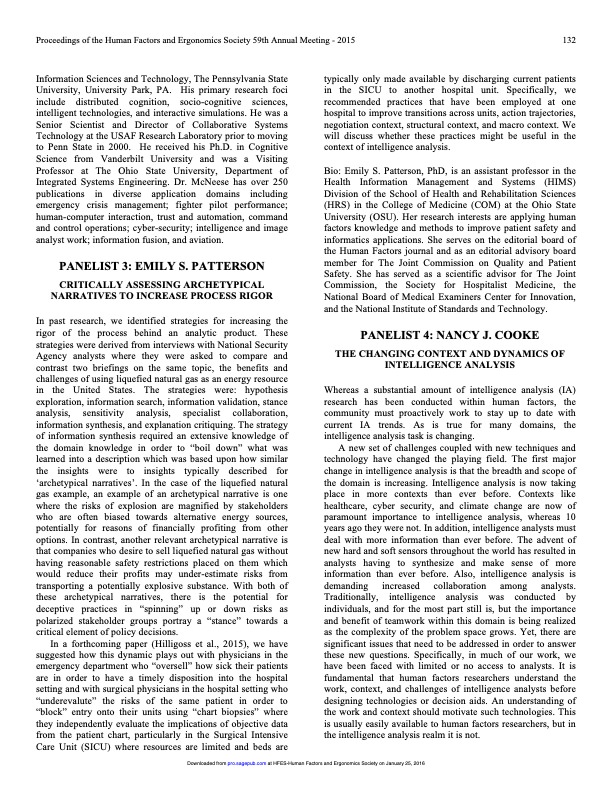 Proceedings of the Human Factors and Ergonomics Society 59th Annual Meeting - 2015
132
Information Sciences and Technology, The Pennsylvania State
University, University Park, PA. His primary research foci
include distributed cognition, socio-cognitive sciences,
intelligent technologies, and interactive simulations. He was a
Senior Scientist and Director of Collaborative Systems
Technology at the USAF Research Laboratory prior to moving
to Penn State in 2000. He received his Ph.D. in Cognitive
Science from Vanderbilt University and was a Visiting
Professor at The Ohio State University, Department of
Integrated Systems Engineering. Dr. McNeese has over 250
publications in diverse application domains including
emergency crisis management; fighter pilot performance;
human-computer interaction, trust and automation, command
and control operations; cyber-security; intelligence and image
analyst work; information fusion, and aviation.
PANELIST 3: EMILY S. PATTERSON
CRITICALLY ASSESSING ARCHETYPICAL
NARRATIVES TO INCREASE PROCESS RIGOR
In past research, we identified strategies for increasing the
rigor of the process behind an analytic product. These
strategies were derived from interviews with National Security
Agency analysts where they were asked to compare and
contrast two briefings on the same topic, the benefits and
challenges of using liquefied natural gas as an energy resource
in the United States. The strategies were: hypothesis
exploration, information search, information validation, stance
analysis, sensitivity analysis, specialist collaboration,
information synthesis, and explanation critiquing. The strategy
of information synthesis required an extensive knowledge of
the domain knowledge in order to “boil down” what was
learned into a description which was based upon how similar
the insights were to insights typically described for
‘archetypical narratives’. In the case of the liquefied natural
gas example, an example of an archetypical narrative is one
where the risks of explosion are magnified by stakeholders
who are often biased towards alternative energy sources,
potentially for reasons of financially profiting from other
options. In contrast, another relevant archetypical narrative is
that companies who desire to sell liquefied natural gas without
having reasonable safety restrictions placed on them which
would reduce their profits may under-estimate risks from
transporting a potentially explosive substance. With both of
these archetypical narratives, there is the potential for
deceptive practices in “spinning” up or down risks as
polarized stakeholder groups portray a “stance” towards a
critical element of policy decisions.
In a forthcoming paper (Hilligoss et al., 2015), we have
suggested how this dynamic plays out with physicians in the
emergency department who “oversell” how sick their patients
are in order to have a timely disposition into the hospital
setting and with surgical physicians in the hospital setting who
“underevalute” the risks of the same patient in order to
“block” entry onto their units using “chart biopsies” where
they independently evaluate the implications of objective data
from the patient chart, particularly in the Surgical Intensive
Care Unit (SICU) where resources are limited and beds are
typically only made available by discharging current patients
in the SICU to another hospital unit. Specifically, we
recommended practices that have been employed at one
hospital to improve transitions across units, action trajectories,
negotiation context, structural context, and macro context. We
will discuss whether these practices might be useful in the
context of intelligence analysis.
Bio: Emily S. Patterson, PhD, is an assistant professor in the
Health Information Management and Systems (HIMS)
Division of the School of Health and Rehabilitation Sciences
(HRS) in the College of Medicine (COM) at the Ohio State
University (OSU). Her research interests are applying human
factors knowledge and methods to improve patient safety and
informatics applications. She serves on the editorial board of
the Human Factors journal and as an editorial advisory board
member for The Joint Commission on Quality and Patient
Safety. She has served as a scientific advisor for The Joint
Commission, the Society for Hospitalist Medicine, the
National Board of Medical Examiners Center for Innovation,
and the National Institute of Standards and Technology.
PANELIST 4: NANCY J. COOKE
THE CHANGING CONTEXT AND DYNAMICS OF
INTELLIGENCE ANALYSIS
Whereas a substantial amount of intelligence analysis (IA)
research has been conducted within human factors, the
community must proactively work to stay up to date with
current IA trends. As is true for many domains, the
intelligence analysis task is changing.
A new set of challenges coupled with new techniques and
technology have changed the playing field. The first major
change in intelligence analysis is that the breadth and scope of
the domain is increasing. Intelligence analysis is now taking
place in more contexts than ever before. Contexts like
healthcare, cyber security, and climate change are now of
paramount importance to intelligence analysis, whereas 10
years ago they were not. In addition, intelligence analysts must
deal with more information than ever before. The advent of
new hard and soft sensors throughout the world has resulted in
analysts having to synthesize and make sense of more
information than ever before. Also, intelligence analysis is
demanding increased collaboration among analysts.
Traditionally, intelligence analysis was conducted by
individuals, and for the most part still is, but the importance
and benefit of teamwork within this domain is being realized
as the complexity of the problem space grows. Yet, there are
significant issues that need to be addressed in order to answer
these new questions. Specifically, in much of our work, we
have been faced with limited or no access to analysts. It is
fundamental that human factors researchers understand the
work, context, and challenges of intelligence analysts before
designing technologies or decision aids. An understanding of
the work and context should motivate such technologies. This
is usually easily available to human factors researchers, but in
the intelligence analysis realm it is not.
Downloaded from pro.sagepub.com at HFES-Human Factors and Ergonomics Society on January 25, 2016